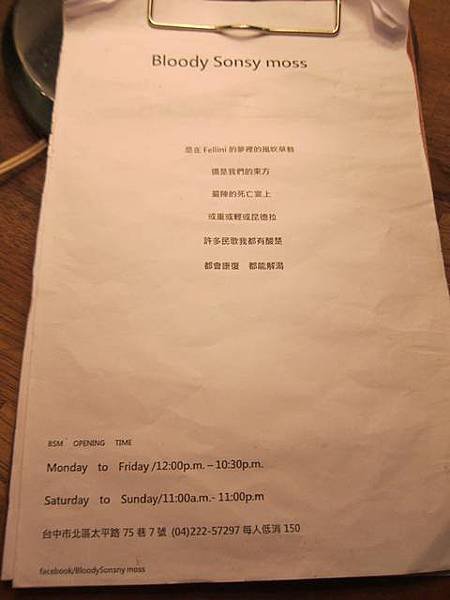 Bloody Sonsy moss
是在 Fellini 的夢裡的風吹草動
還是我們的東方
蔔陳的死亡宴上
或重或輕或昆德拉
許多民歌我都有酸楚
都會康復 都能解渴
BSM OPENING TIME
Monday to Friday /12:00p.m. – 10:30p.m.
Saturday to Sunday/11:00a.m.- 11:00p.m
台中市北區太平路 75 巷 7 號 (04)222-57297 每人低消 150
facebook/BloodySonsny moss